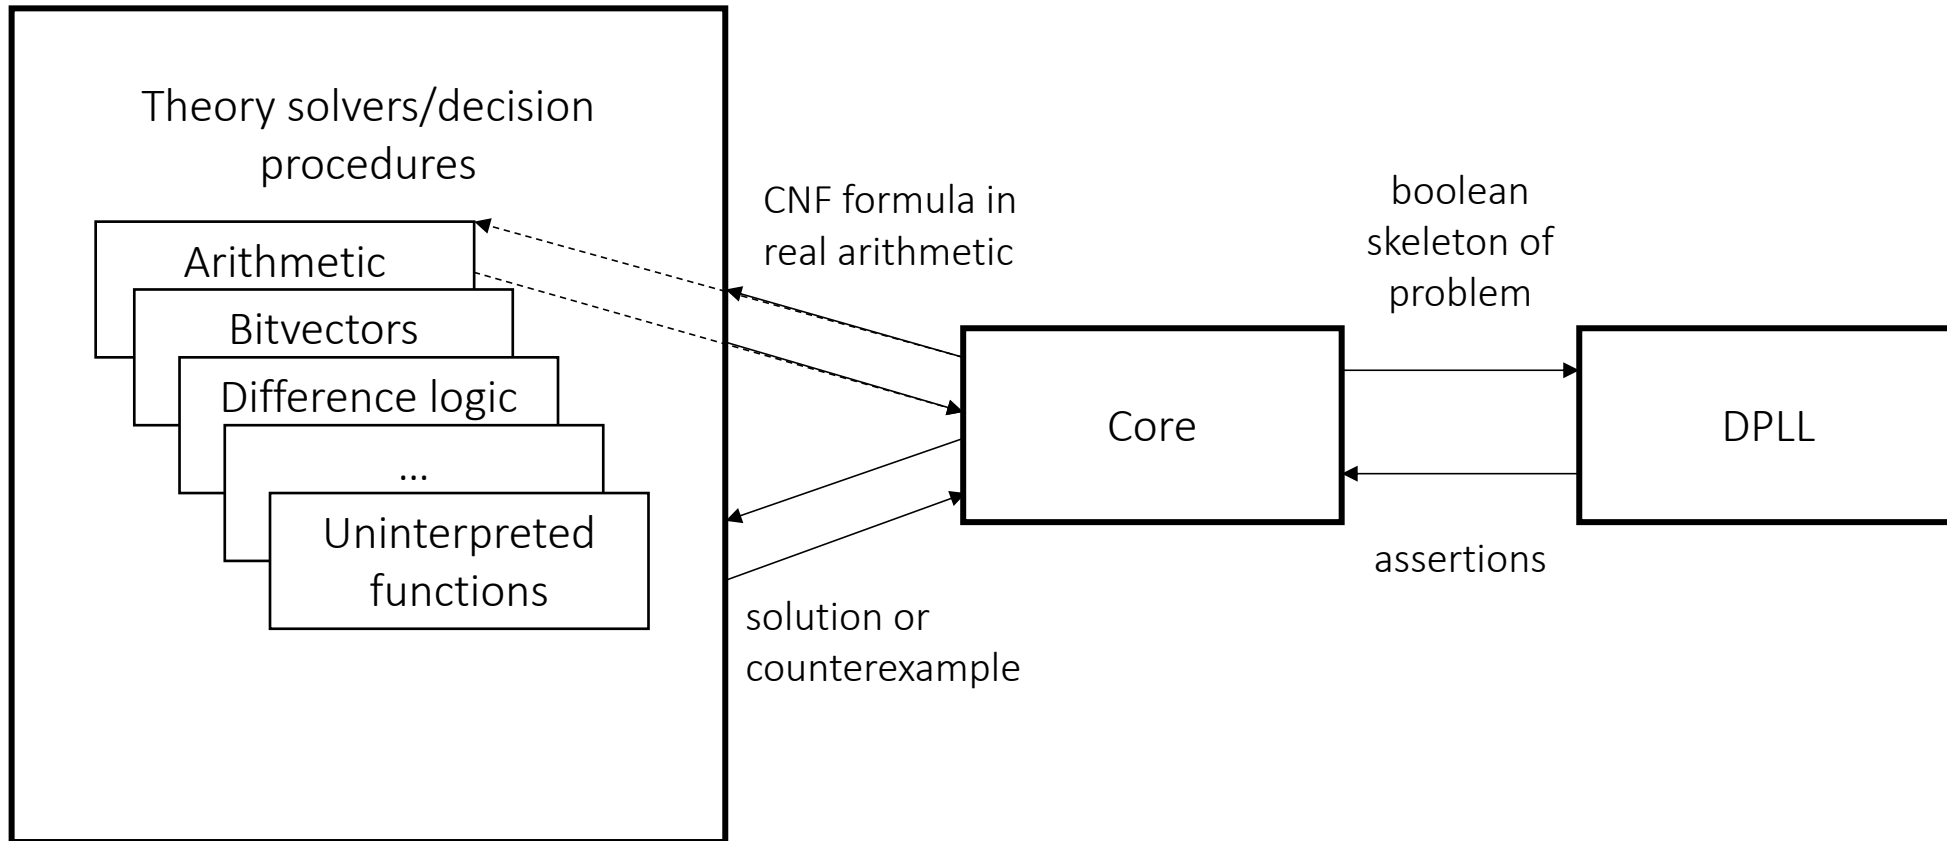 Theory solvers/decision
procedures
Arithmetic
Bitvectors
Difference logic
...
Uninterpreted
functions
CNF formula in
real arithmetic
solution or
counterexample
Core
boolean
skeleton of
problem
assertions
DPLL